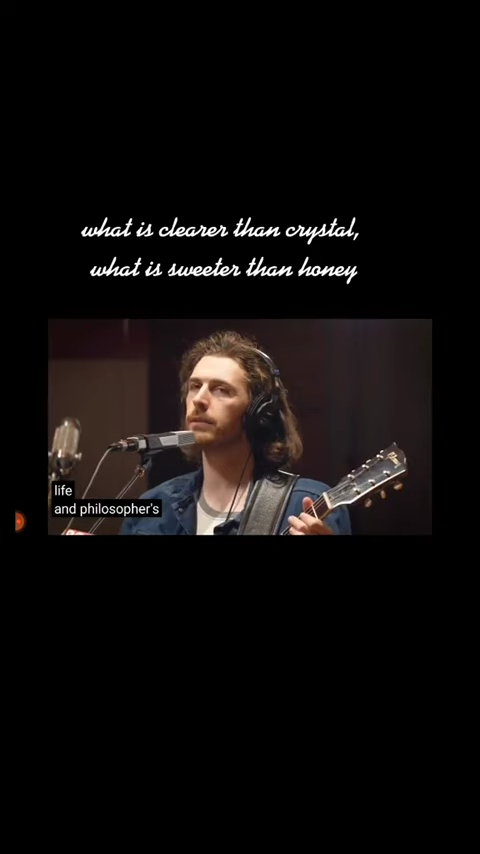 what is clearer than crystal,
what is sweeter than honey
life
and philosopher's